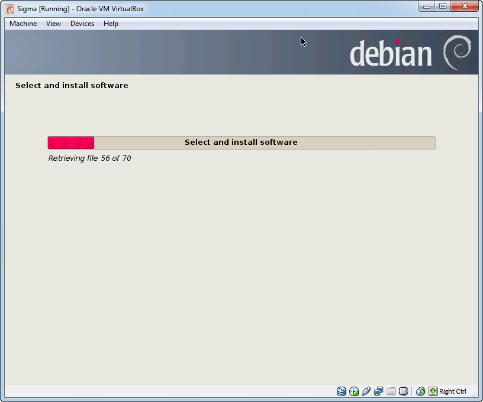 Sigma [Running] - Oracle VM VirtualBox
Machine View Devices Help
debian
Select and install software
Select and install software
Retrieving file 56 of 70
Right Ctrl